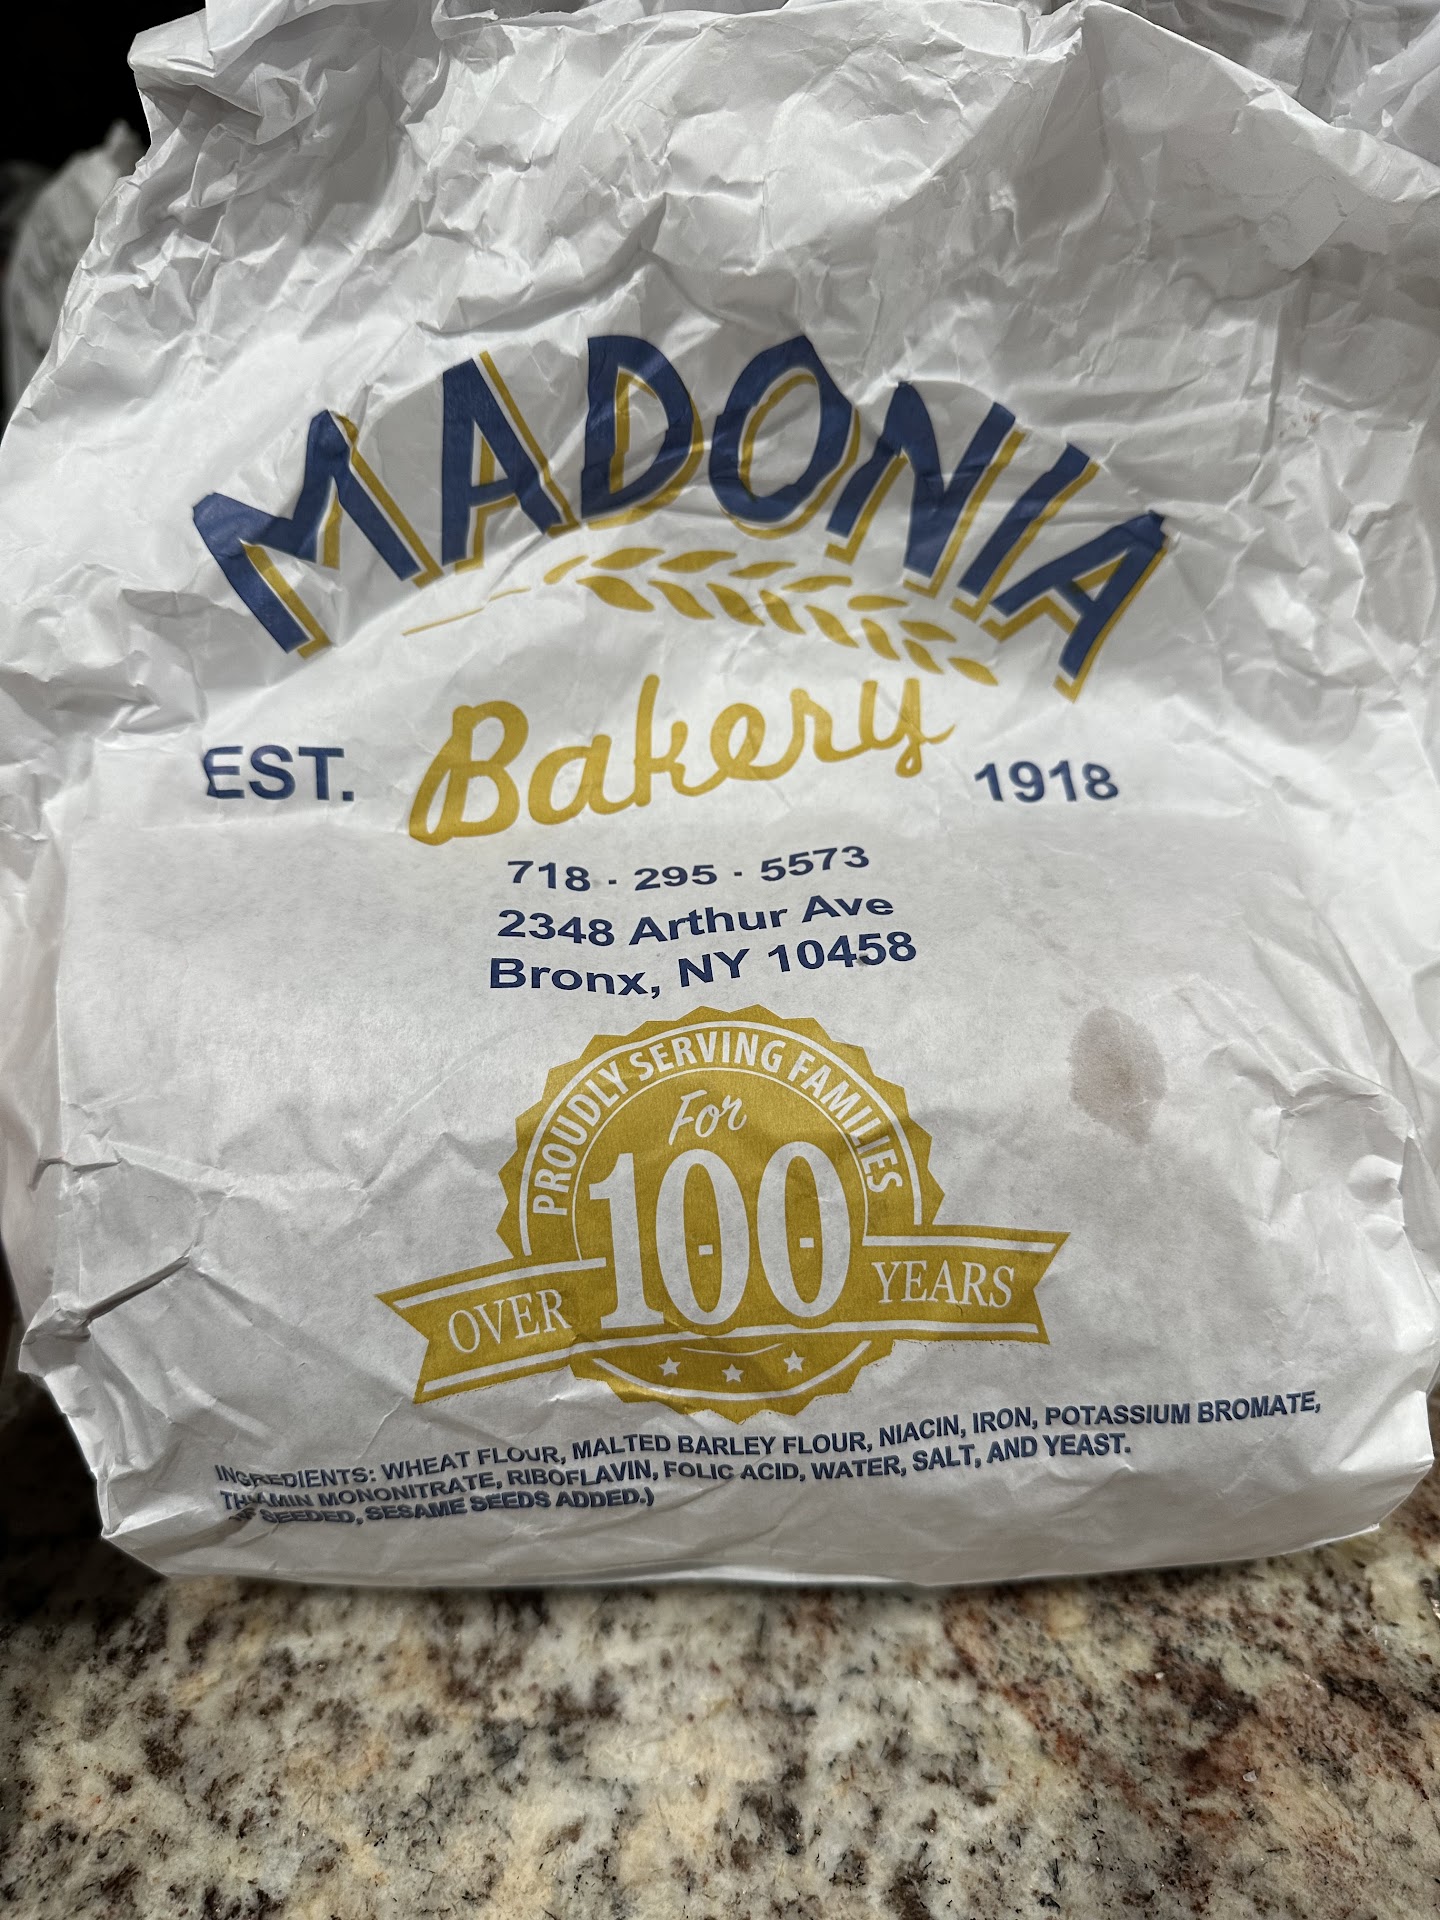 MADONIA
Bakery
EST. 1918
718 - 295 - 5573
2348 Arthur Ave
Bronx, NY 10458
PROUDLY SERVING FAMILIES
For
OVER 100 YEARS
INGREDIENTS: WHEAT FLOUR, MALTED BARLEY FLOUR, NIACIN, IRON, POTASSIUM BROMATE,
THIAMIN MONONITRATE, RIBOFLAVIN, FOLIC ACID, WATER, SALT, AND YEAST.
SEEDED, SESAME SEEDS ADDED.)